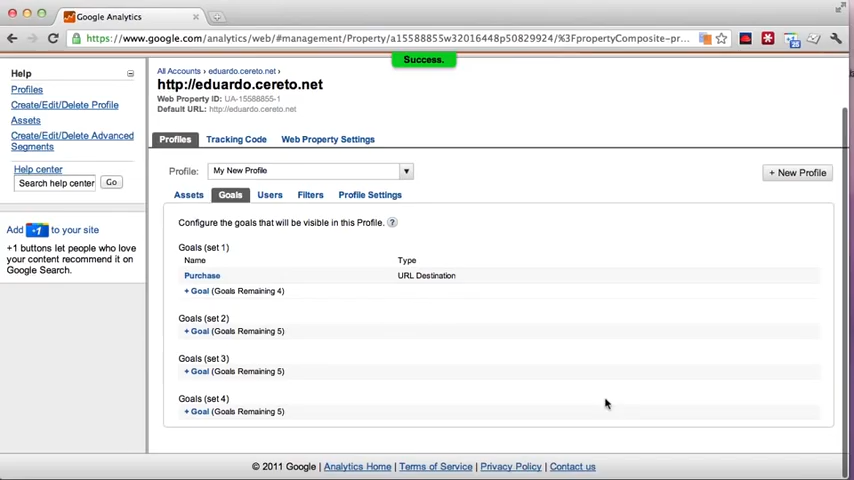 Google Analytics
https://www.google.com/analytics/web/#management/Property/a15588855w32016448p50829924/%3FpropertyComposite-pr...
25
Success.
Help
Profiles
Create/Edit/Delete Profile
Assets
Create/Edit/Delete Advanced
Segments
Help center
Search help center Go
Add +1 to your site
+1 buttons let people who love
your content recommend it on
Google Search.
All Accounts › eduardo.cereto.net ›
http://eduardo.cereto.net
Web Property ID: UA-15588855-1
Default URL: http://eduardo.cereto.net
Profiles Tracking Code Web Property Settings
Profile: My New Profile + New Profile
Assets Goals Users Filters Profile Settings
Configure the goals that will be visible in this Profile. ?
Goals (set 1)
Name Type
Purchase URL Destination
+ Goal (Goals Remaining 4)
Goals (set 2)
+ Goal (Goals Remaining 5)
Goals (set 3)
+ Goal (Goals Remaining 5)
Goals (set 4)
+ Goal (Goals Remaining 5)
© 2011 Google | Analytics Home | Terms of Service | Privacy Policy | Contact us